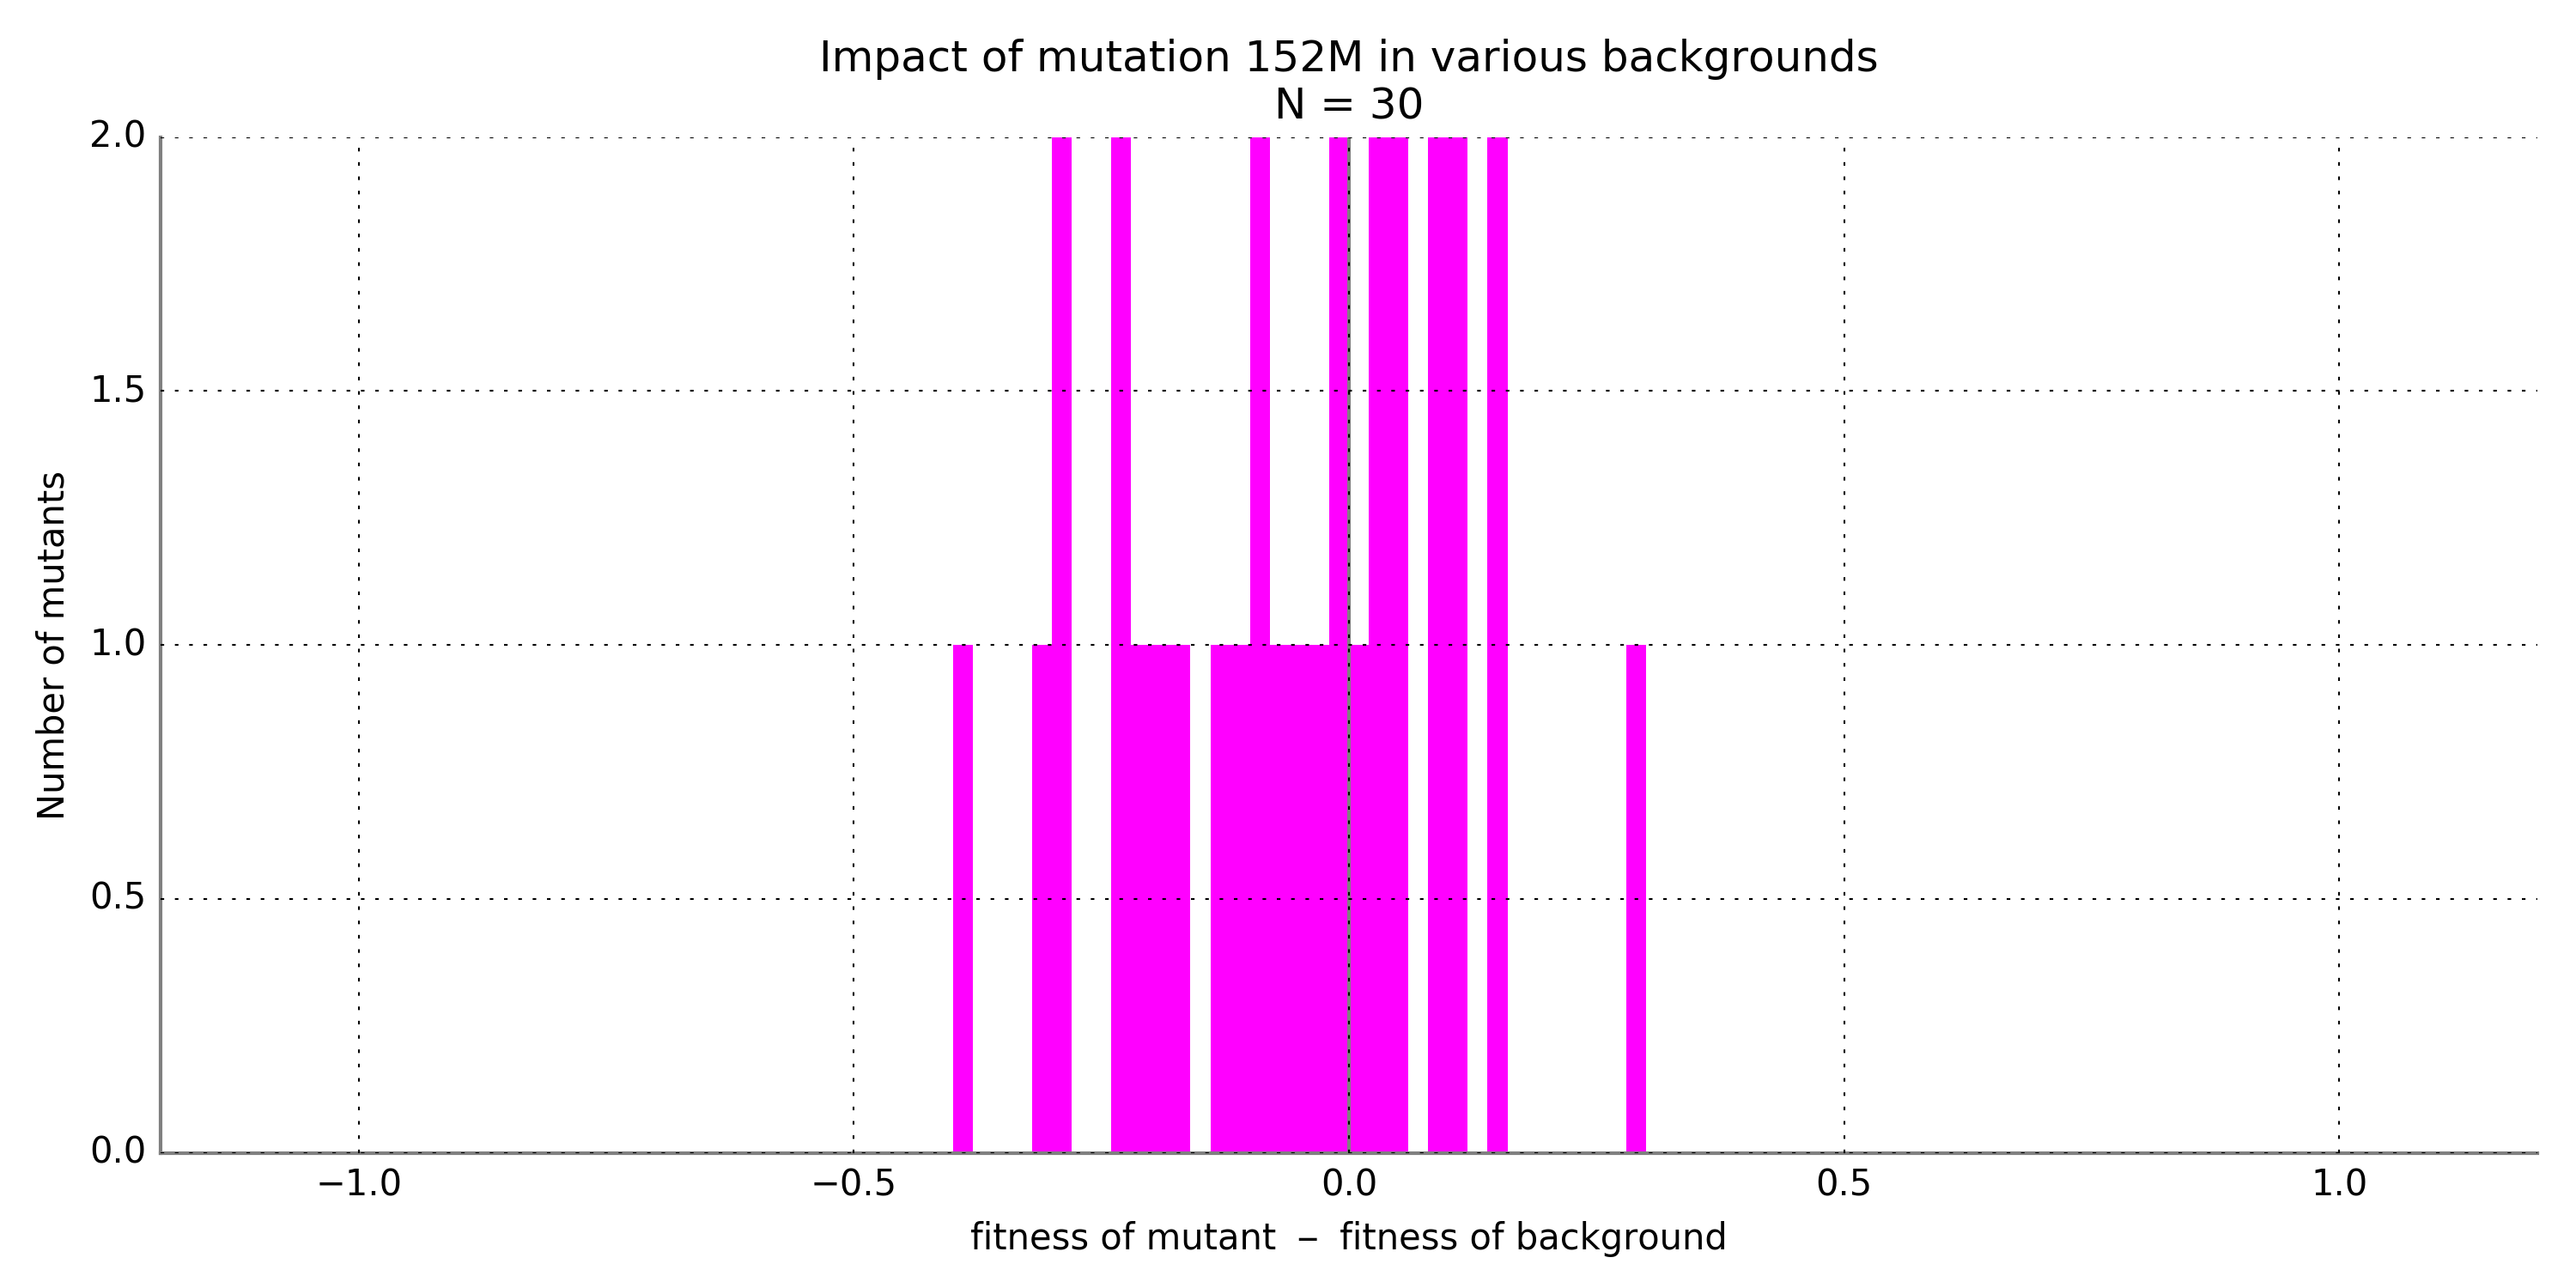 Impact of mutation 152M in various backgrounds
N = 30
2.0
1.5
1.0
0.5
0.0
Number of mutants
−1.0 −0.5 0.0 0.5 1.0
fitness of mutant – fitness of background